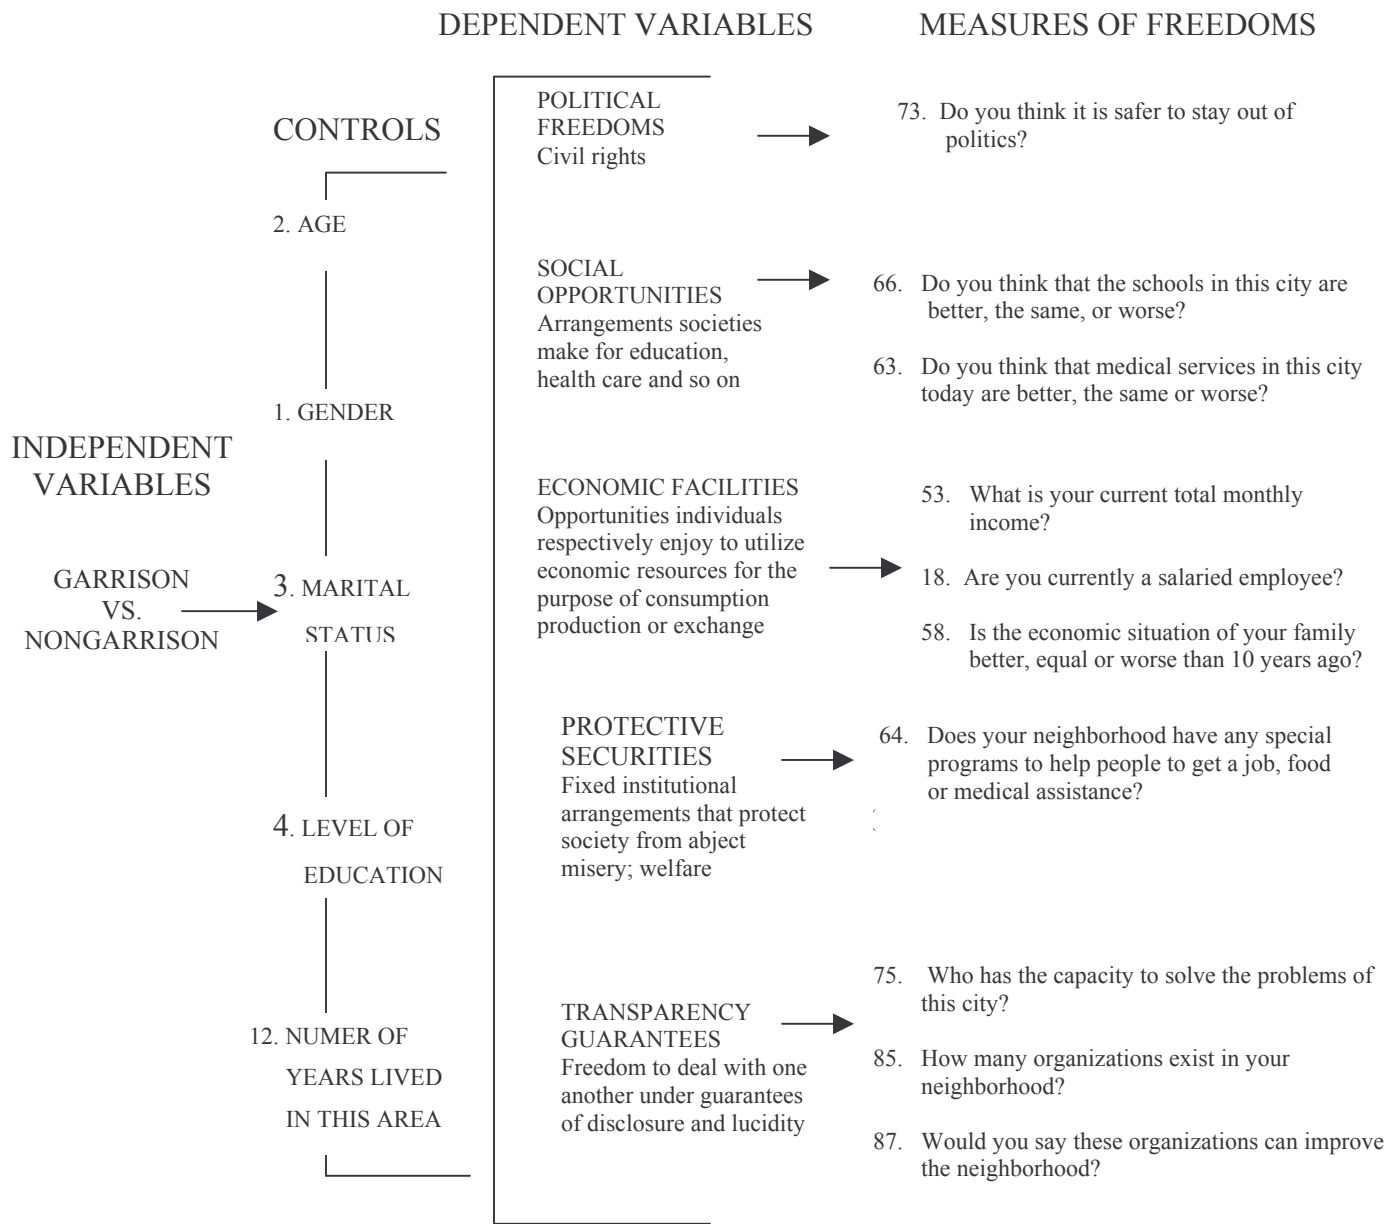 DEPENDENT VARIABLES
MEASURES OF FREEDOMS
INDEPENDENT
VARIABLES
GARRISON
VS.
NONGARRISON
CONTROLS
2. AGE
1. GENDER
3. MARITAL
STATUS
4. LEVEL OF
EDUCATION
12. NUMER OF
YEARS LIVED
IN THIS AREA
POLITICAL
FREEDOMS
Civil rights
73. Do you think it is safer to stay out of
politics?
SOCIAL
OPPORTUNITIES
Arrangements societies
make for education,
health care and so on
66. Do you think that the schools in this city are
better, the same, or worse?
63. Do you think that medical services in this city
today are better, the same or worse?
ECONOMIC FACILITIES
Opportunities individuals
respectively enjoy to utilize
economic resources for the
purpose of consumption
production or exchange
53. What is your current total monthly
income?
18. Are you currently a salaried employee?
58. Is the economic situation of your family
better, equal or worse than 10 years ago?
PROTECTIVE
SECURITIES
Fixed institutional
arrangements that protect
society from abject
misery; welfare
64. Does your neighborhood have any special
programs to help people to get a job, food
or medical assistance?
TRANSPARENCY
GUARANTEES
Freedom to deal with one
another under guarantees
of disclosure and lucidity
75. Who has the capacity to solve the problems of
this city?
85. How many organizations exist in your
neighborhood?
87. Would you say these organizations can improve
the neighborhood?